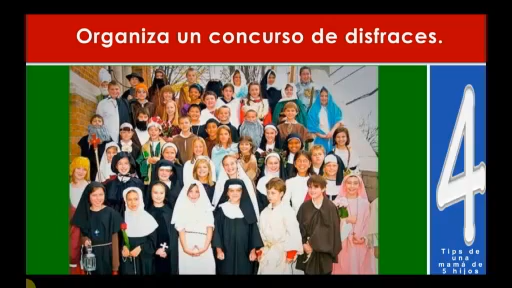 Organiza un concurso de disfraces.
4
Tips de
una
mamá de
5 hijos